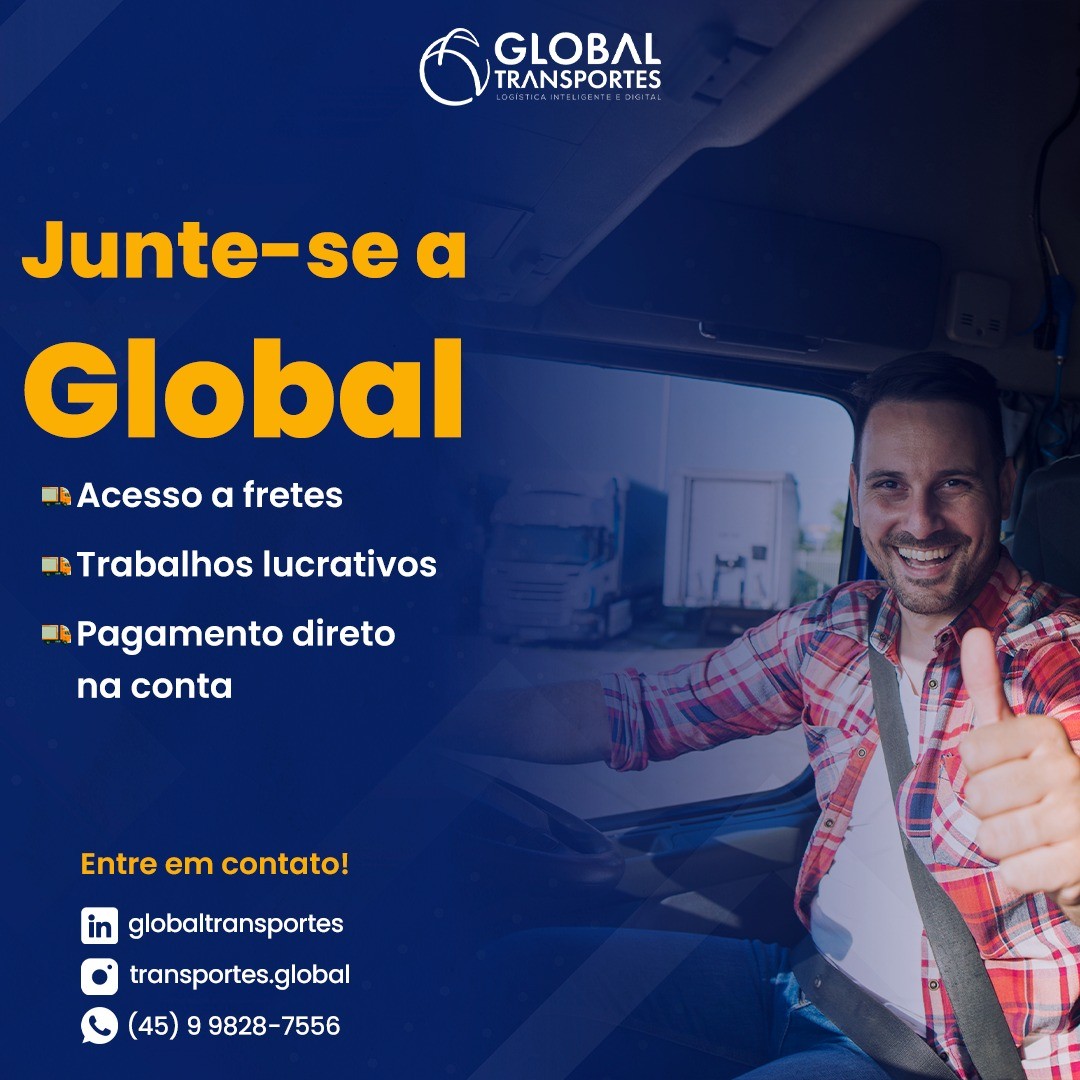 GLOBAL
TRANSPORTES
LOGÍSTICA INTELIGENTE E DIGITAL
Junte-se a
Global
Acesso a fretes
Trabalhos lucrativos
Pagamento direto
na conta
Entre em contato!
in globaltransportes
transportes.global
(45) 9 9828-7556